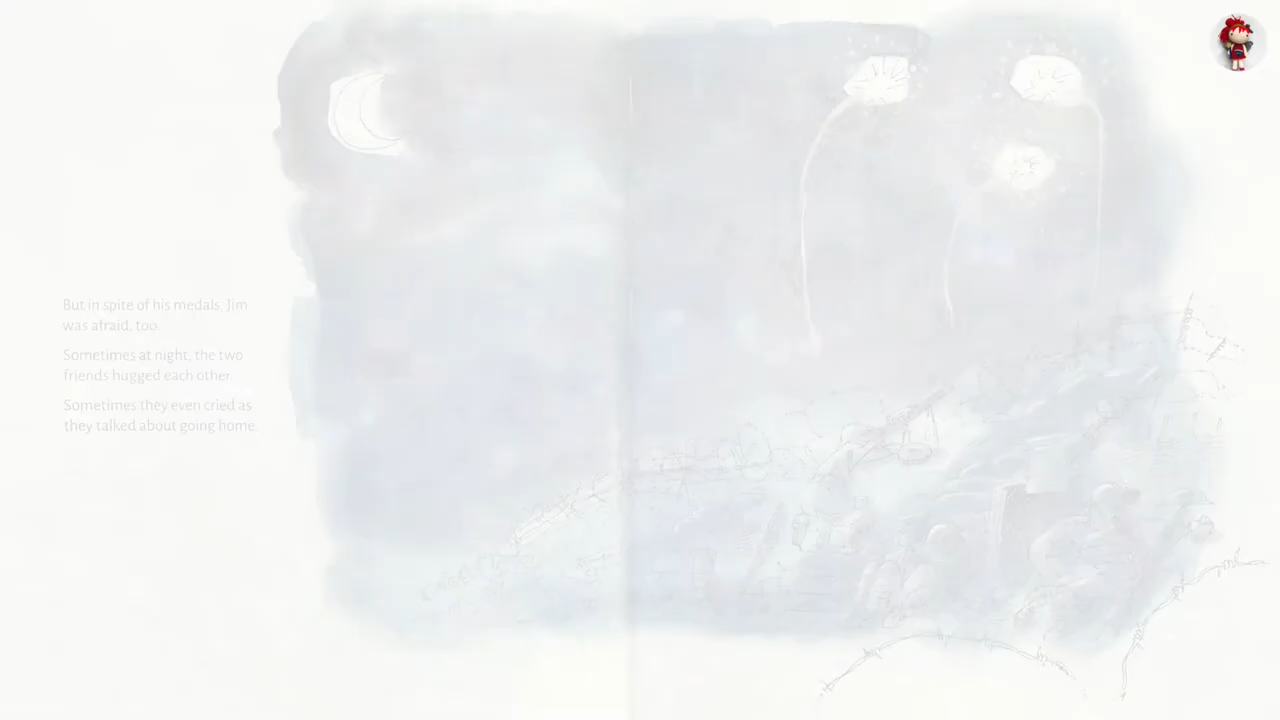 But in spite of his medals, Jim
was afraid, too.
Sometimes at night, the two
friends hugged each other.
Sometimes they even cried as
they talked about going home.